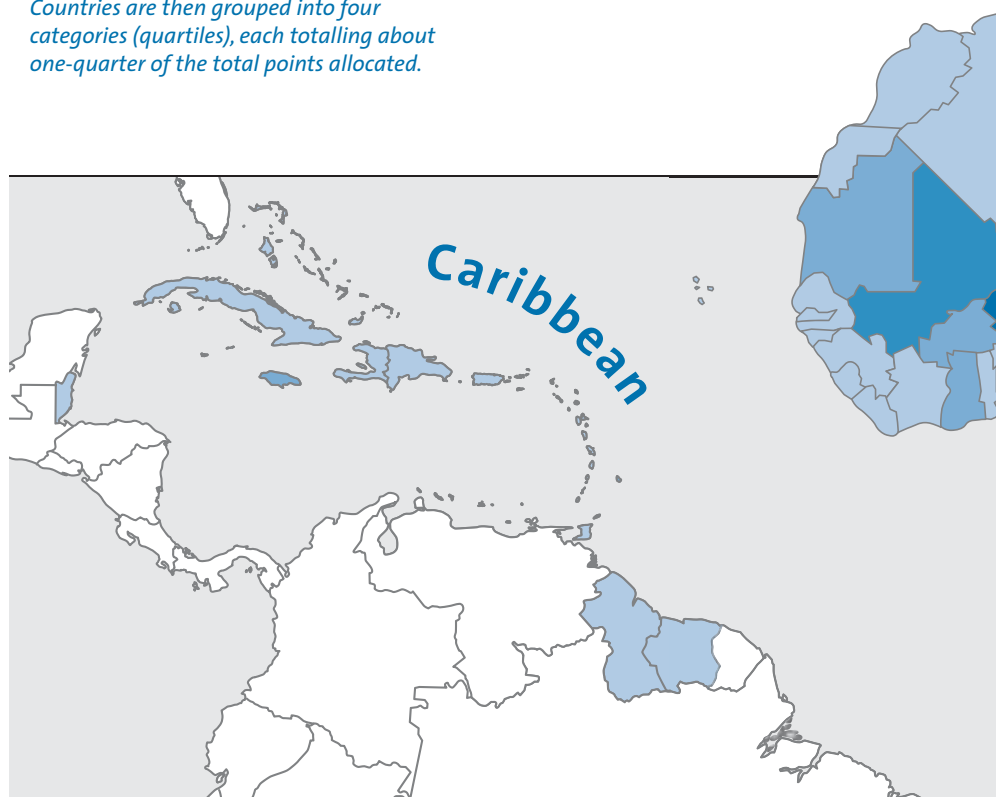 Countries are then grouped into four
categories (quartiles), each totalling about
one-quarter of the total points allocated.
Caribbean